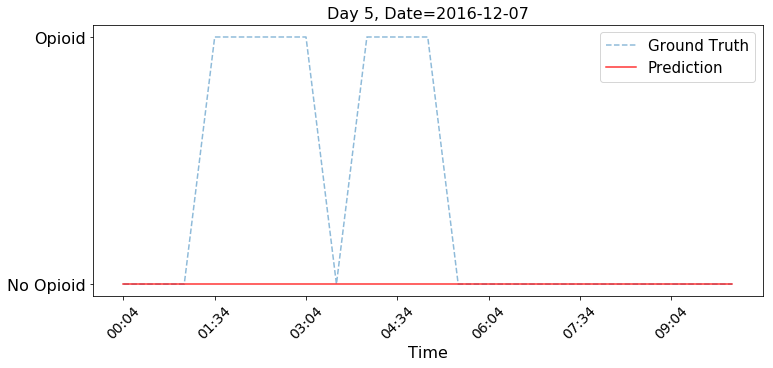 Day 5, Date=2016-12-07
Opioid
No Opioid
Ground Truth
Prediction
00:04
01:34
03:04
04:34
06:04
07:34
09:04
Time